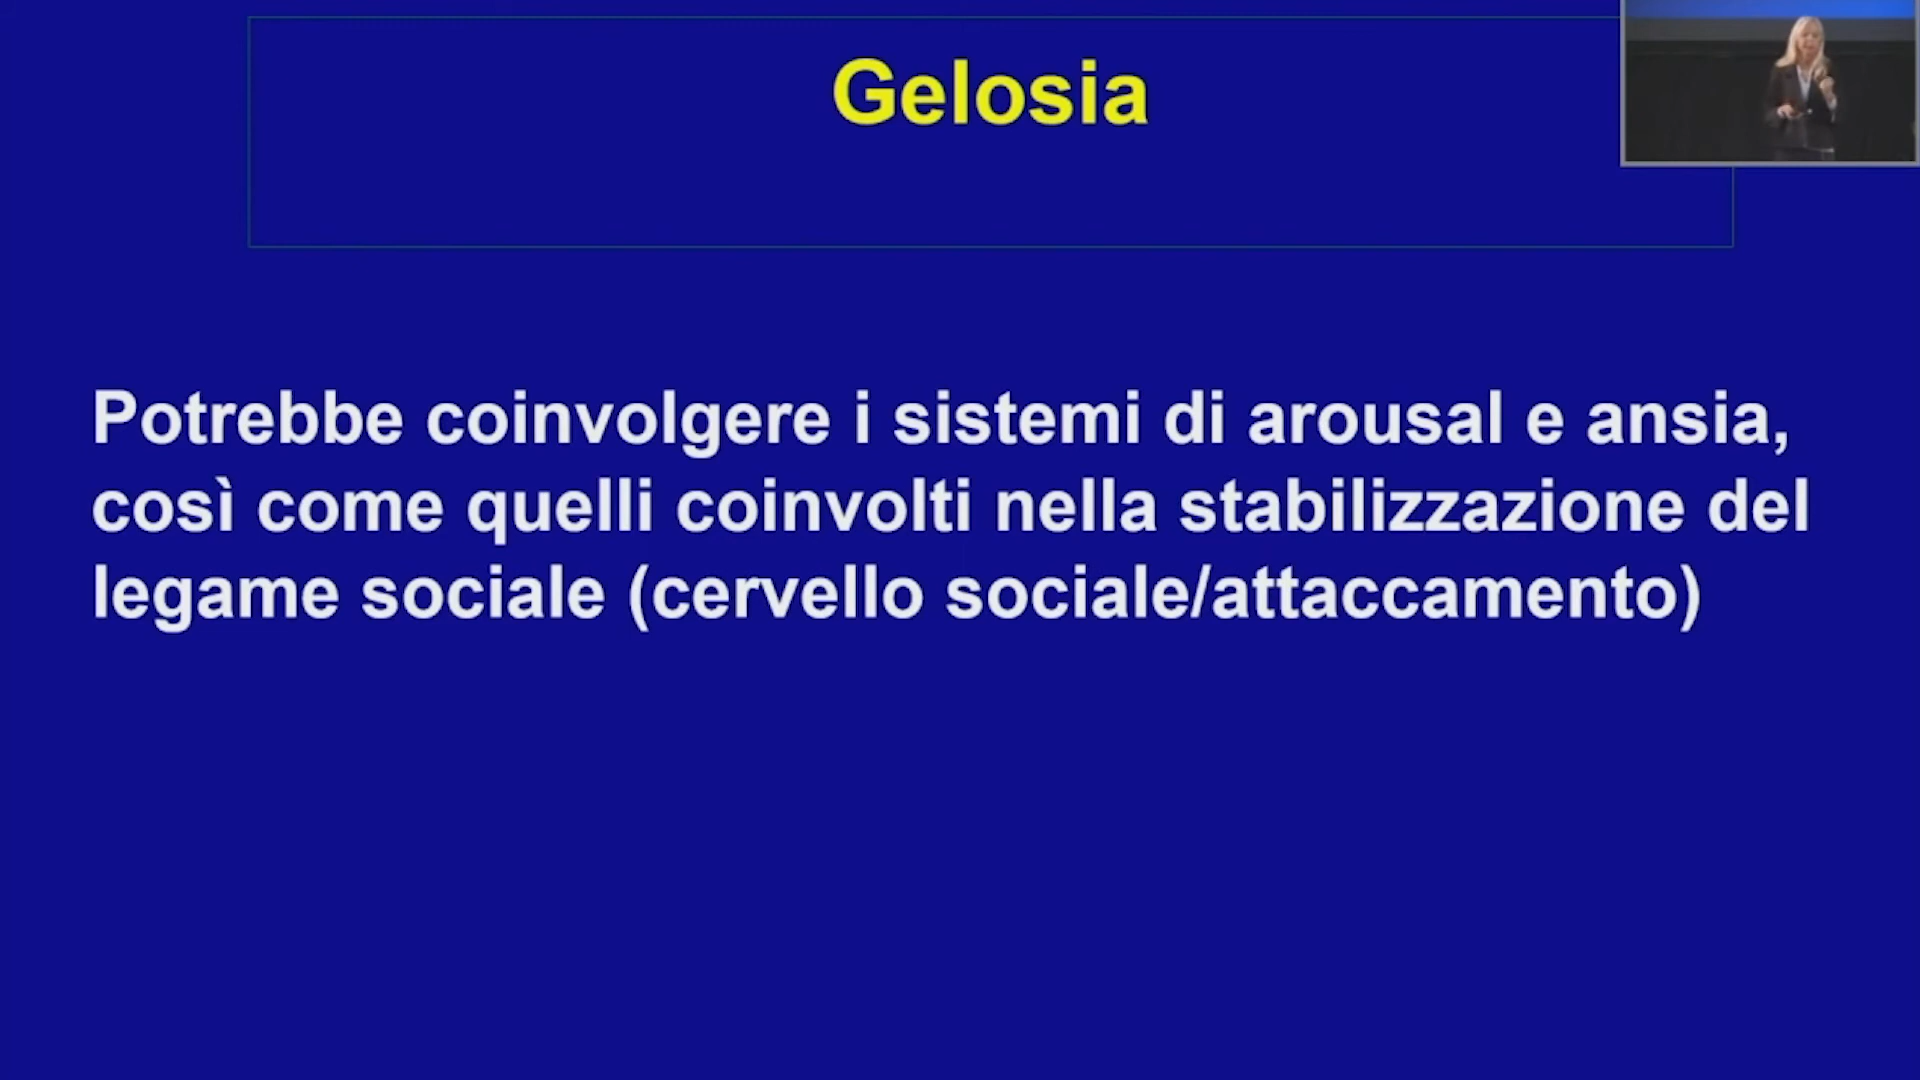 Gelosia
Potrebbe coinvolgere i sistemi di arousal e ansia,
così come quelli coinvolti nella stabilizzazione del
legame sociale (cervello sociale/attaccamento)